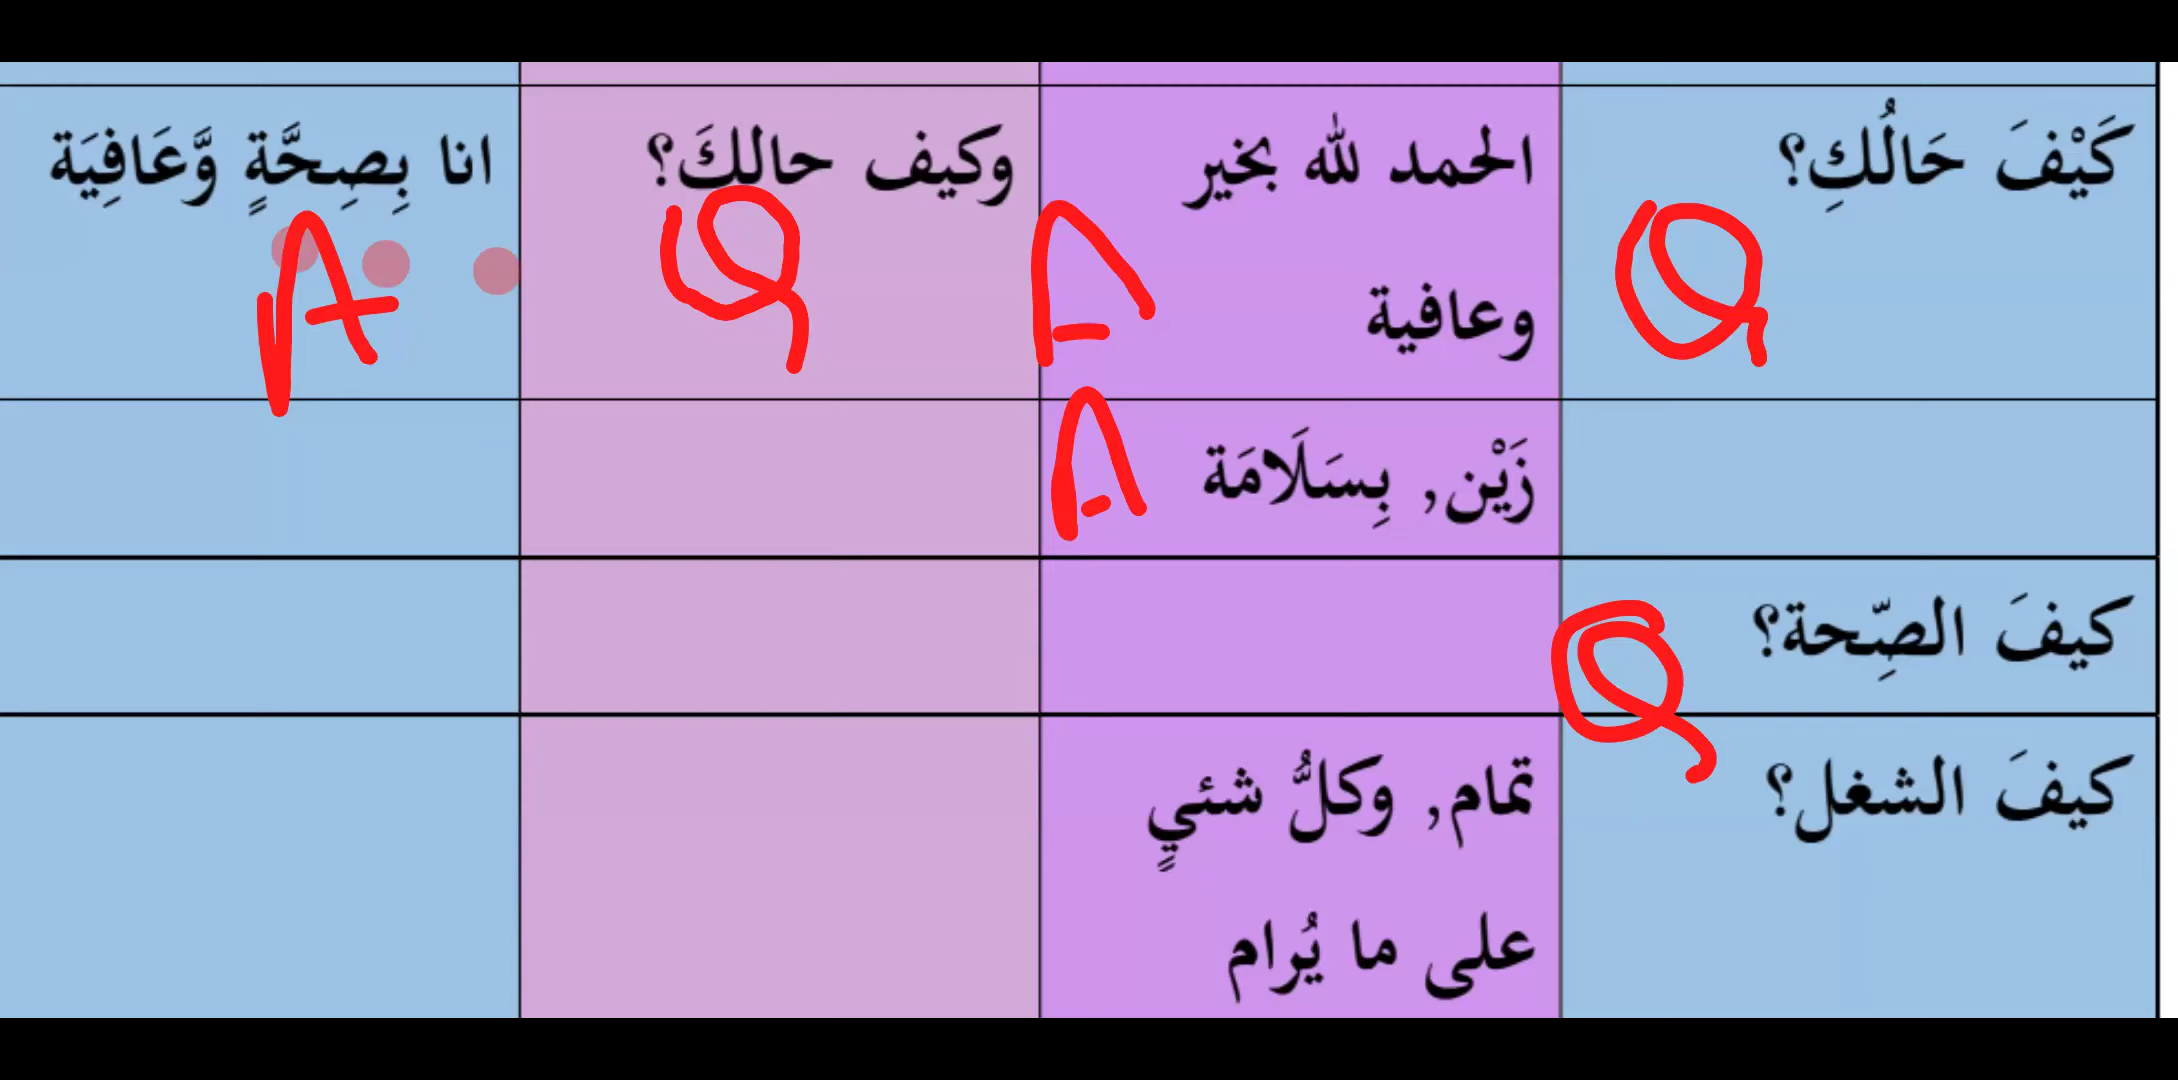 كَيْفَ حَالُكِ؟
الحمد لله بخير
وعافية
وكيف حالكَ؟
انا بِصِحَّةٍ وَّعَافِيَة
Q
A
Q
A
زَيْن, بِسَلَامَة
A
كيفَ الصِّحة؟
Q
كيفَ الشغل؟
تمام, وكلُّ شئيٍ
على ما يُرام